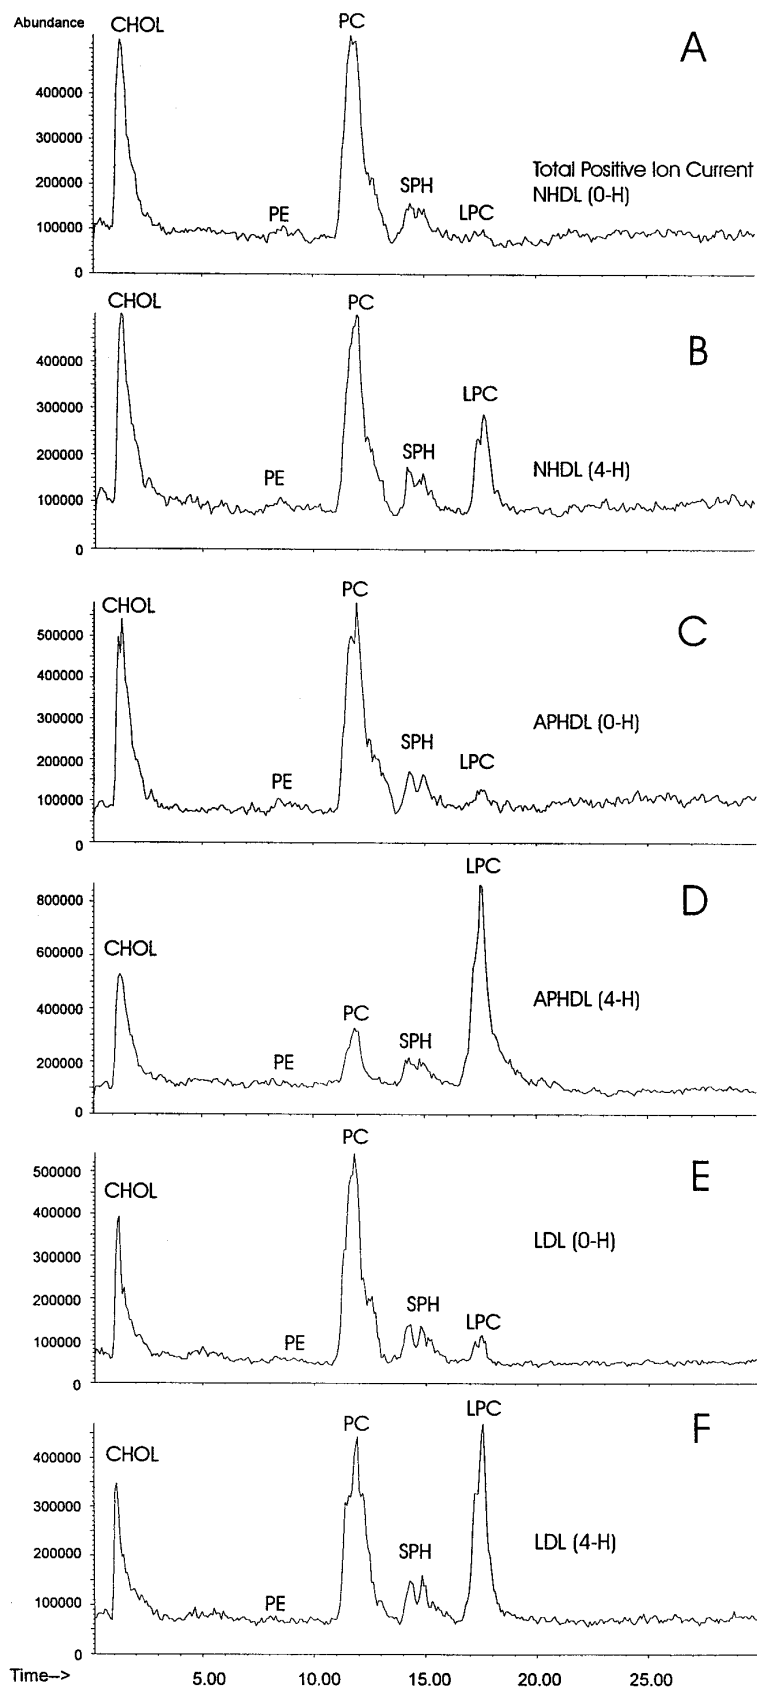 Abundance
CHOL
PC
A
400000
300000
Total Positive Ion Current
200000
SPH
NHDL (0-H)
PE
LPC
100000
0
CHOL
PC
B
400000
LPC
300000
SPH
200000
NHDL (4-H)
PE
100000
0
PC
CHOL
C
500000
400000
APHDL (0-H)
300000
SPH
200000
LPC
PE
100000
0
LPC
D
800000
CHOL
600000
APHDL (4-H)
400000
PC
SPH
PE
200000
0
PC
E
500000
CHOL
400000
LDL (0-H)
300000
SPH
200000
LPC
PE
100000
0
LPC
PC
F
CHOL
400000
300000
LDL (4-H)
SPH
200000
PE
100000
0
Time-->
5.00 10.00 15.00 20.00 25.00